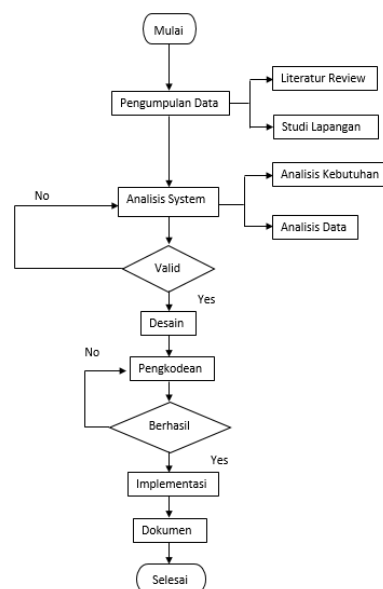 Mulai
Literatur Review
Pengumpulan Data
Studi Lapangan
Analisis Kebutuhan
No
Analisis System
Analisis Data
Valid
Yes
Desain
No
Pengkodean
Berhasil
Yes
Implementasi
Dokumen
Selesai